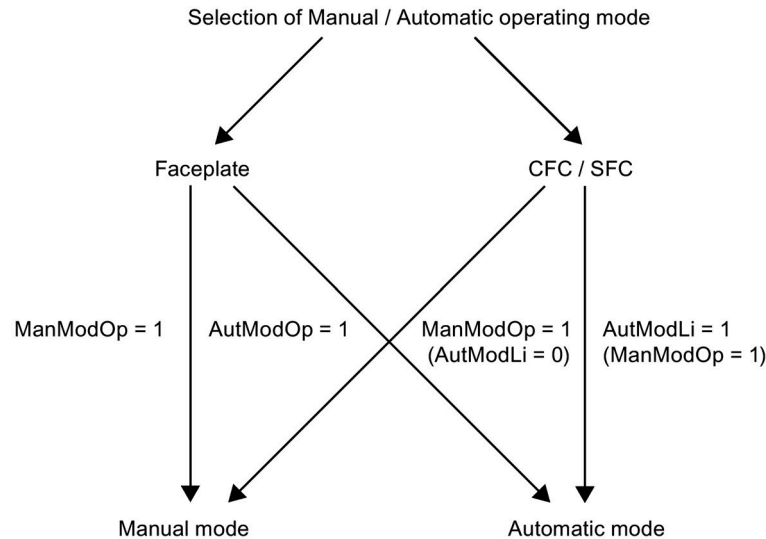 Selection of Manual / Automatic operating mode
Faceplate
CFC / SFC
ManModOp = 1
AutModOp = 1
ManModOp = 1
(AutModLi = 0)
AutModLi = 1
(ManModOp = 1)
Manual mode
Automatic mode